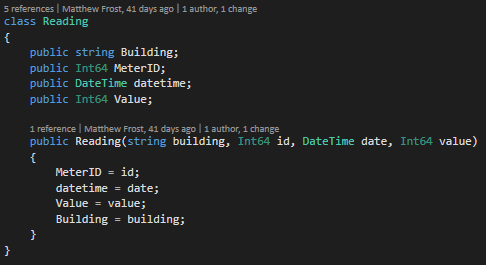 5 references | Matthew Frost, 41 days ago | 1 author, 1 change
class Reading
{
    public string Building;
    public Int64 MeterID;
    public DateTime datetime;
    public Int64 Value;

    1 reference | Matthew Frost, 41 days ago | 1 author, 1 change
    public Reading(string building, Int64 id, DateTime date, Int64 value)
    {
        MeterID = id;
        datetime = date;
        Value = value;
        Building = building;
    }
}